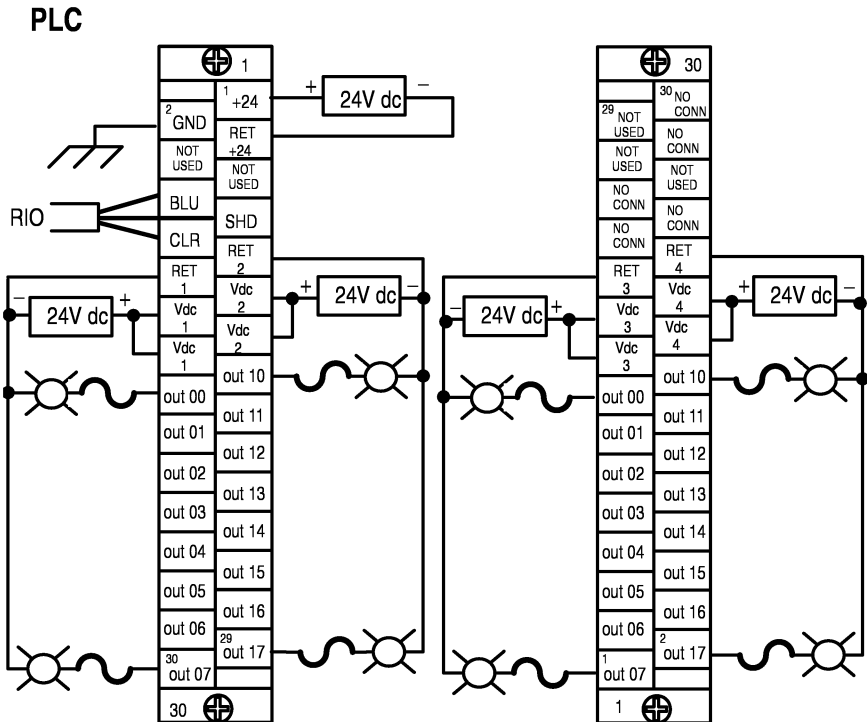 PLC
1
1
+24
+
24V dc
−
2
GND
RET
+24
NOT
USED
NOT
USED
RIO
BLU
SHD
CLR
RET
2
RET
1
Vdc
2
+
24V dc
−
−
24V dc
+
Vdc
1
Vdc
2
Vdc
1
out 10
out 00
out 11
out 01
out 12
out 02
out 13
out 03
out 14
out 04
out 15
out 05
out 16
out 06
29
out 17
30
out 07
30
30
30
NO
CONN
29
NOT
USED
NO
CONN
NOT
USED
NOT
USED
NO
CONN
NO
CONN
NO
CONN
RET
4
RET
3
Vdc
4
+
24V dc
−
−
24V dc
+
Vdc
3
Vdc
4
Vdc
3
out 10
out 00
out 11
out 01
out 12
out 02
out 13
out 03
out 14
out 04
out 15
out 05
out 16
out 06
2
out 17
1
out 07
1